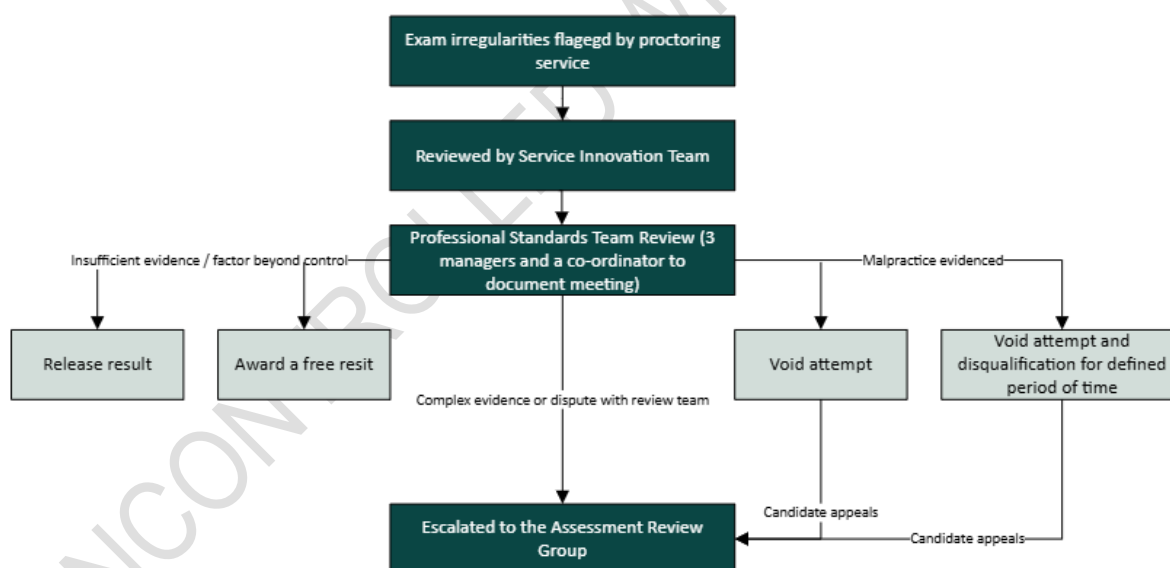 Exam irregularities flagegd by proctoring
service
Reviewed by Service Innovation Team
Professional Standards Team Review (3
managers and a co-ordinator to
document meeting)
Insufficient evidence / factor beyond control
Malpractice evidenced
Release result
Award a free resit
Void attempt
Void attempt and
disqualification for defined
period of time
Complex evidence or dispute with review team
Candidate appeals
Candidate appeals
Escalated to the Assessment Review
Group